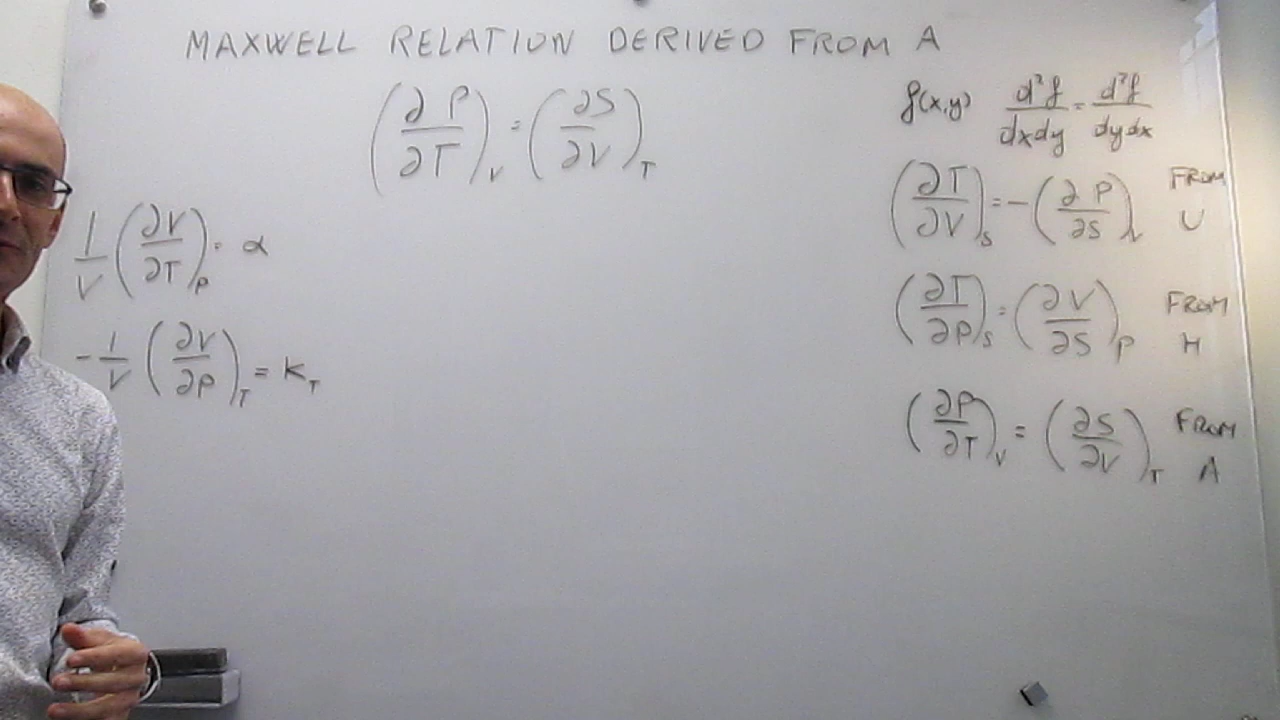 MAXWELL RELATION DERIVED FROM A
(∂P/∂T)_V = (∂S/∂V)_T
1/V (∂V/∂T)_P = α
-1/V (∂V/∂P)_T = K_T
f(x,y) d²f/dxdy = d²f/dydx
(∂T/∂V)_S = -(∂P/∂S)_V FROM U
(∂T/∂P)_S = (∂V/∂S)_P FROM H
(∂P/∂T)_V = (∂S/∂V)_T FROM A